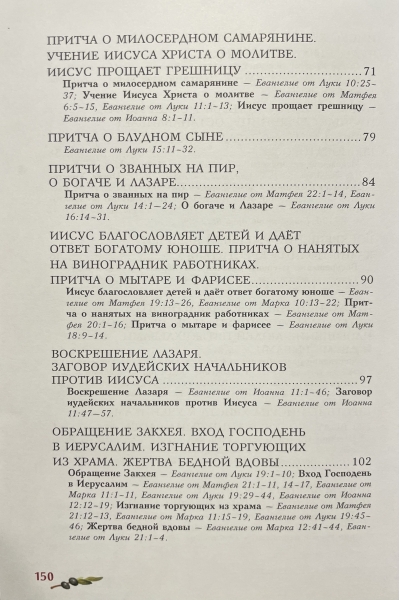 ПРИТЧА О МИЛОСЕРДНОМ САМАРЯНИНЕ.
УЧЕНИЕ ИИСУСА ХРИСТА О МОЛИТВЕ.
ИИСУС ПРОЩАЕТ ГРЕШНИЦУ ........................71
Притча о милосердном самарянине – Евангелие от Луки 10:25–
37; Учение Иисуса Христа о молитве – Евангелие от Матфея
6:5–15, Евангелие от Луки 11:1–13; Иисус прощает грешницу –
Евангелие от Иоанна 8:1–11.
ПРИТЧА О БЛУДНОМ СЫНЕ ............................79
Евангелие от Луки 15:11–32.
ПРИТЧИ О ЗВАННЫХ НА ПИР,
О БОГАЧЕ И ЛАЗАРЕ.....................................84
Притча о званных на пир – Евангелие от Матфея 22:1–14, Еван-
гелие от Луки 14:1–24; О богаче и Лазаре – Евангелие от Луки
16:14–31.
ИИСУС БЛАГОСЛОВЛЯЕТ ДЕТЕЙ И ДАЁТ
ОТВЕТ БОГАТОМУ ЮНОШЕ. ПРИТЧА О НАНЯТЫХ
НА ВИНОГРАДНИК РАБОТНИКАХ.
ПРИТЧА О МЫТАРЕ И ФАРИСЕЕ......................90
Иисус благословляет детей и даёт ответ богатому юноше – Еван-
гелие от Матфея 19:13–26, Евангелие от Марка 10:13–22; Прит-
ча о нанятых на виноградник работниках – Евангелие от Мат-
фея 20:1–16; Притча о мытаре и фарисее – Евангелие от Луки
18:9–14.
ВОСКРЕШЕНИЕ ЛАЗАРЯ.
ЗАГОВОР ИУДЕЙСКИХ НАЧАЛЬНИКОВ
ПРОТИВ ИИСУСА ........................................97
Воскрешение Лазаря – Евангелие от Иоанна 11:1–46; Заговор
иудейских начальников против Иисуса – Евангелие от Иоанна
11:47–57.
ОБРАЩЕНИЕ ЗАКХЕЯ. ВХОД ГОСПОДЕНЬ
В ИЕРУСАЛИМ. ИЗГНАНИЕ ТОРГУЮЩИХ
ИЗ ХРАМА. ЖЕРТВА БЕДНОЙ ВДОВЫ..............102
Обращение Закхея – Евангелие от Луки 19:1–10; Вход Господень
в Иерусалим – Евангелие от Матфея 21:1–11, 14–17, Евангелие от
Марка 11:1–11, Евангелие от Луки 19:29–44, Евангелие от Иоанна
12:12–19; Изгнание торгующих из храма – Евангелие от Матфея
21:12–13, Евангелие от Марка 11:15–19, Евангелие от Луки 19:45–
46; Жертва бедной вдовы – Евангелие от Марка 12:41–44, Еван-
гелие от Луки 21:1–4.
150